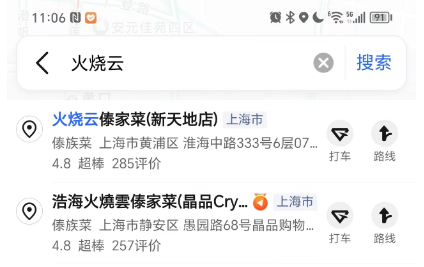 11:06
5G
91
安元佳苑四区
火烧云
搜索
火烧云傣家菜(新天地店) 上海市
傣族菜 上海市黄浦区 淮海中路333号6层07...
4.8 超棒 285评价
打车 路线
浩海火燒雲傣家菜(晶品Cry... 上海市
傣族菜 上海市静安区 愚园路68号晶品购物...
4.8 超棒 257评价
打车 路线